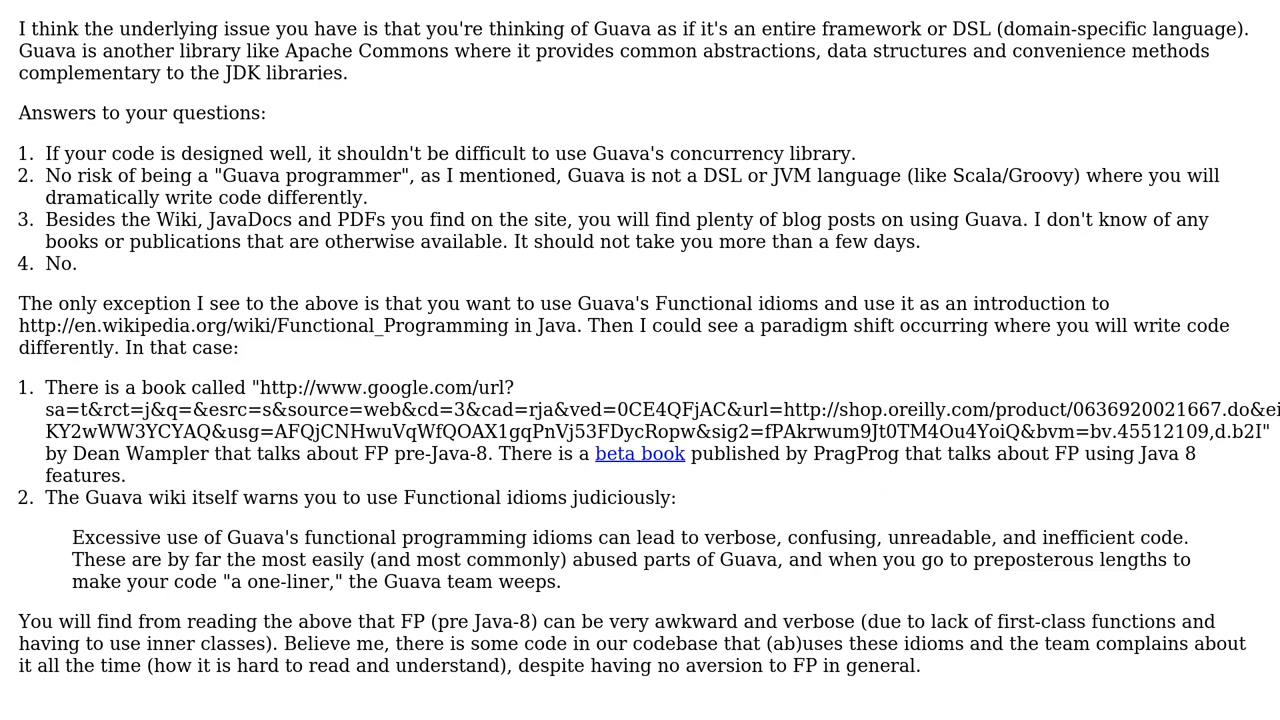 I think the underlying issue you have is that you're thinking of Guava as if it's an entire framework or DSL (domain-specific language).
Guava is another library like Apache Commons where it provides common abstractions, data structures and convenience methods
complementary to the JDK libraries.
Answers to your questions:
1. If your code is designed well, it shouldn't be difficult to use Guava's concurrency library.
2. No risk of being a "Guava programmer", as I mentioned, Guava is not a DSL or JVM language (like Scala/Groovy) where you will
dramatically write code differently.
3. Besides the Wiki, JavaDocs and PDFs you find on the site, you will find plenty of blog posts on using Guava. I don't know of any
books or publications that are otherwise available. It should not take you more than a few days.
4. No.
The only exception I see to the above is that you want to use Guava's Functional idioms and use it as an introduction to
http://en.wikipedia.org/wiki/Functional_Programming in Java. Then I could see a paradigm shift occurring where you will write code
differently. In that case:
1. There is a book called "http://www.google.com/url?
sa=t&rct=j&q=&esrc=s&source=web&cd=3&cad=rja&ved=0CE4QFjAC&url=http://shop.oreilly.com/product/0636920021667.do&ei
KY2wWW3YCYAQ&usg=AFQjCNHwuVqWfQOAX1gqPnVj53FDycRopw&sig2=fPAkrwum9Jt0TM4Ou4YoiQ&bvm=bv.45512109,d.b2I"
by Dean Wampler that talks about FP pre-Java-8. There is a beta book published by PragProg that talks about FP using Java 8
features.
2. The Guava wiki itself warns you to use Functional idioms judiciously:
Excessive use of Guava's functional programming idioms can lead to verbose, confusing, unreadable, and inefficient code.
These are by far the most easily (and most commonly) abused parts of Guava, and when you go to preposterous lengths to
make your code "a one-liner," the Guava team weeps.
You will find from reading the above that FP (pre Java-8) can be very awkward and verbose (due to lack of first-class functions and
having to use inner classes). Believe me, there is some code in our codebase that (ab)uses these idioms and the team complains about
it all the time (how it is hard to read and understand), despite having no aversion to FP in general.